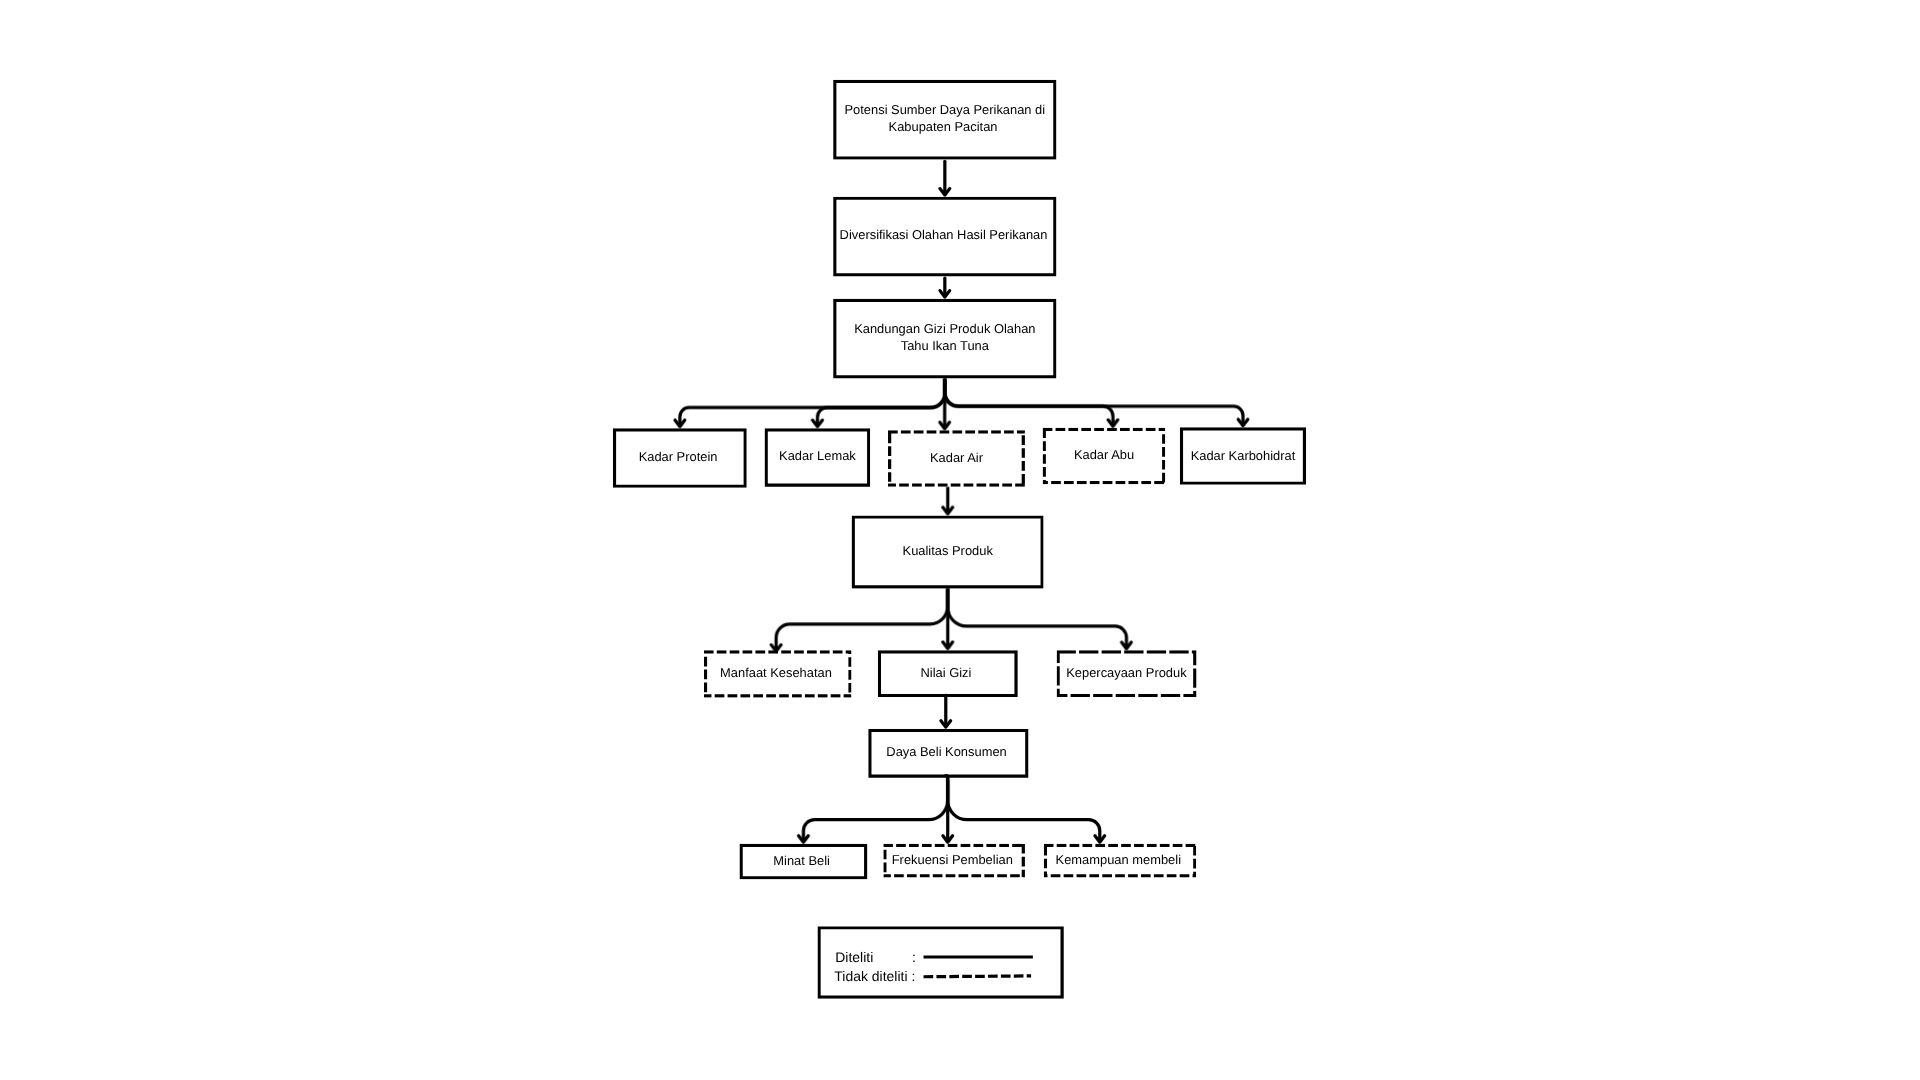 Potensi Sumber Daya Perikanan di
Kabupaten Pacitan
Diversifikasi Olahan Hasil Perikanan
Kandungan Gizi Produk Olahan
Tahu Ikan Tuna
Kadar Protein
Kadar Lemak
Kadar Air
Kadar Abu
Kadar Karbohidrat
Kualitas Produk
Manfaat Kesehatan
Nilai Gizi
Kepercayaan Produk
Daya Beli Konsumen
Minat Beli
Frekuensi Pembelian
Kemampuan membeli
Diteliti :
Tidak diteliti :